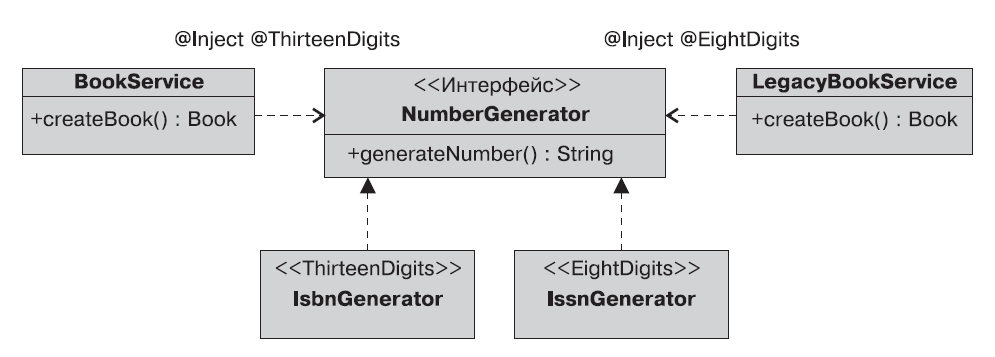 @Inject @ThirteenDigits
@Inject @EightDigits
BookService
+createBook() : Book
<<Интерфейс>>
NumberGenerator
+generateNumber() : String
LegacyBookService
+createBook() : Book
<<ThirteenDigits>>
IsbnGenerator
<<EightDigits>>
IssnGenerator